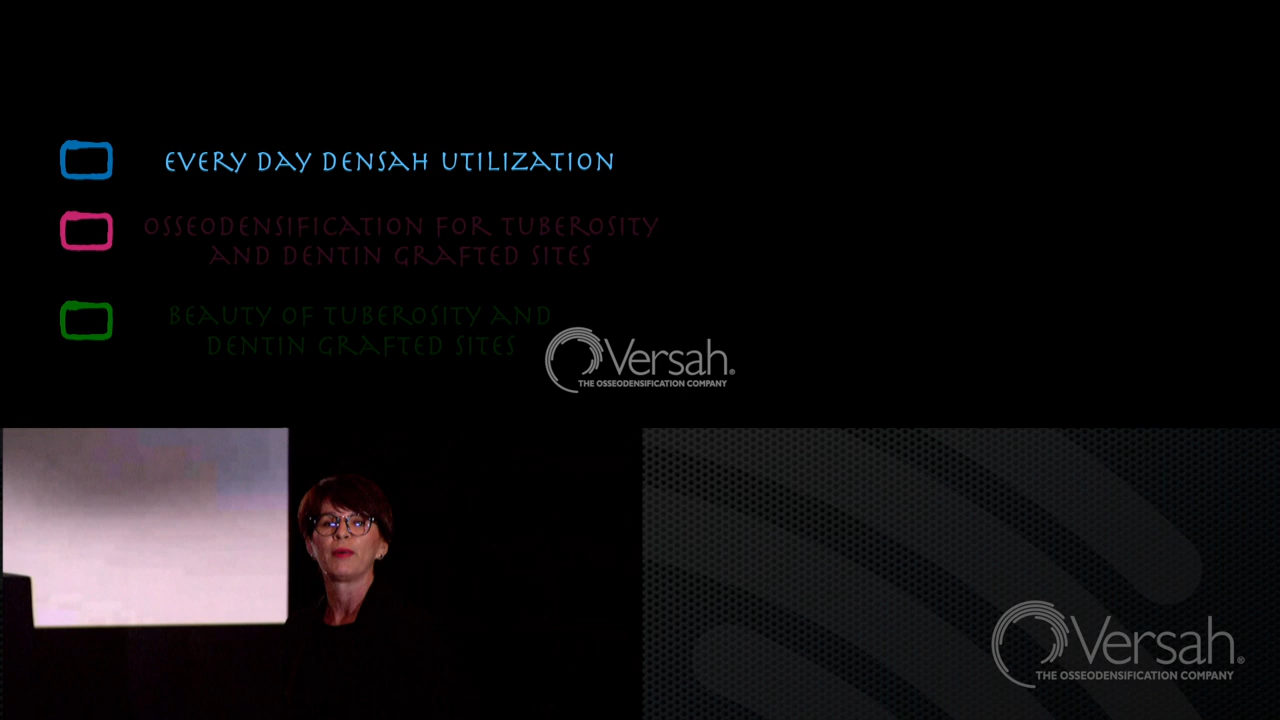 EVERY DAY DENSAH UTILIZATION
OSSEODENSIFICATION FOR TUBEROSITY
AND DENTIN GRAFTED SITES
BEAUTY OF TUBEROSITY AND
DENTIN GRAFTED SITES
Versah®
THE OSSEODENSIFICATION COMPANY
Versah®
THE OSSEODENSIFICATION COMPANY